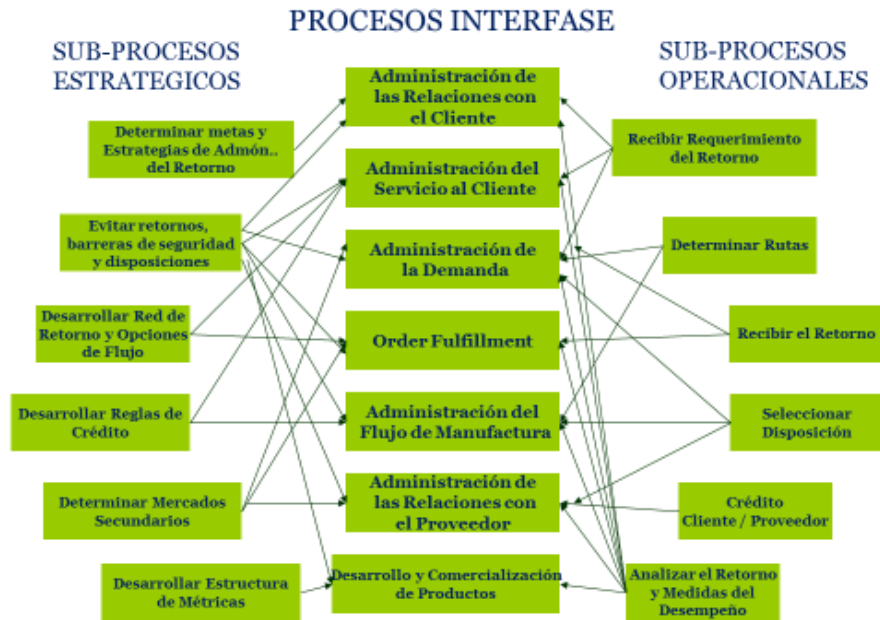 PROCESOS INTERFASE
SUB-PROCESOS
ESTRATEGICOS
Determinar metas y
Estrategias de Admón..
del Retorno
Evitar retornos,
barreras de seguridad
y disposiciones
Desarrollar Red de
Retorno y Opciones
de Flujo
Desarrollar Reglas de
Crédito
Determinar Mercados
Secundarios
Desarrollar Estructura
de Métricas
Administración de
las Relaciones con
el Cliente
Administración del
Servicio al Cliente
Administración de
la Demanda
Order Fulfillment
Administración del
Flujo de Manufactura
Administración de
las Relaciones con
el Proveedor
Desarrollo y Comercialización
de Productos
SUB-PROCESOS
OPERACIONALES
Recibir Requerimiento
del Retorno
Determinar Rutas
Recibir el Retorno
Seleccionar
Disposición
Crédito
Cliente / Proveedor
Analizar el Retorno
y Medidas del
Desempeño